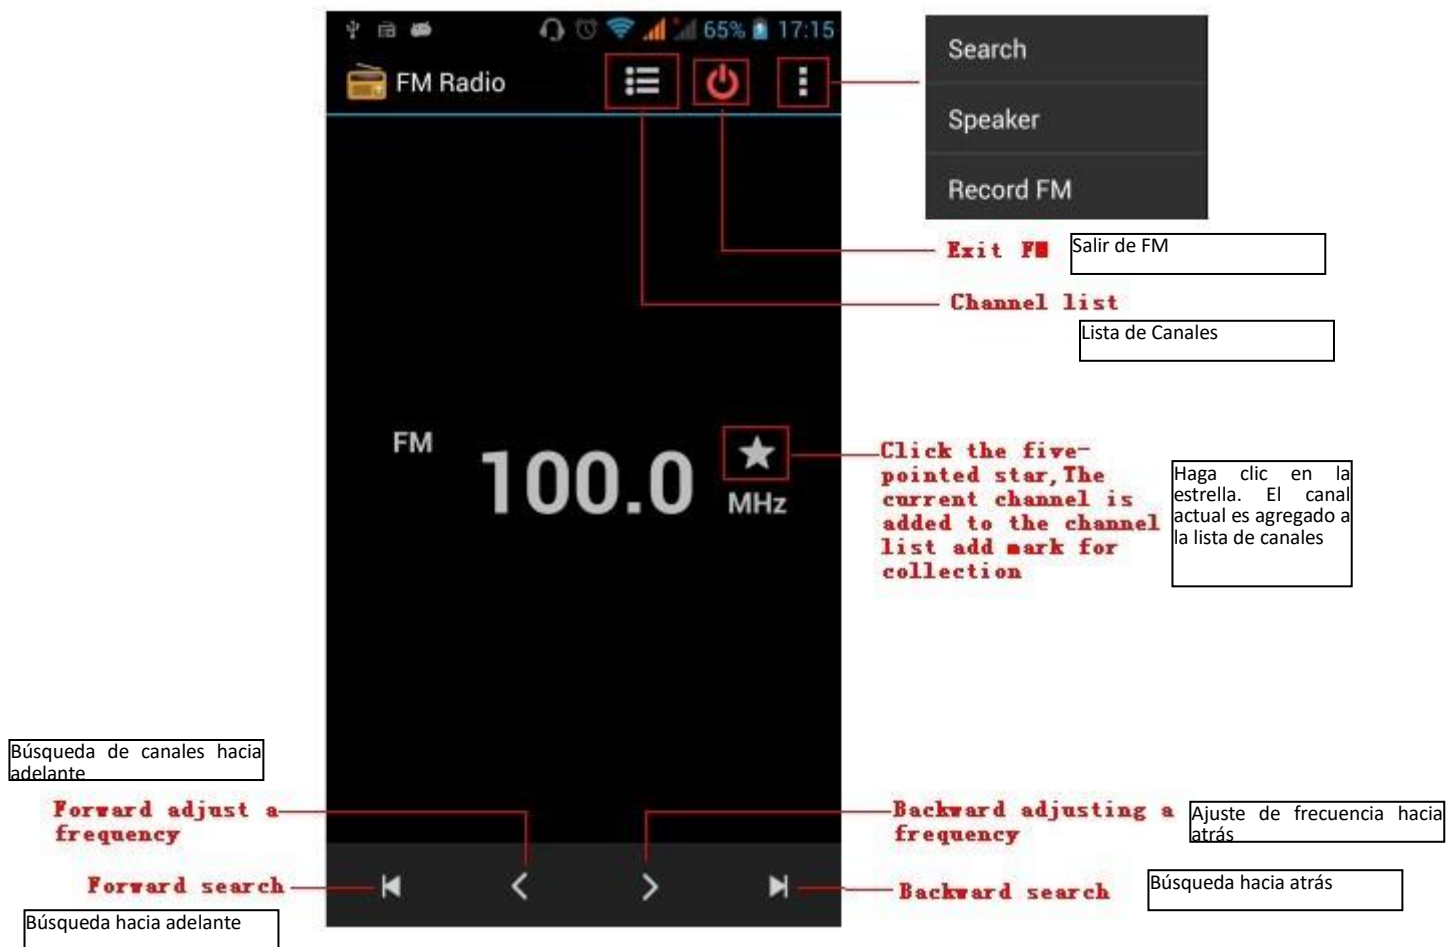 65% 17:15
FM Radio
Search
Speaker
Record FM
Exit FM
Salir de FM
Channel list
Lista de Canales
FM
100.0
MHz
Click the five-
pointed star,The
current channel is
added to the channel
list add mark for
collection
Haga clic en la
estrella. El canal
actual es agregado a
la lista de canales
Búsqueda de canales hacia
adelante
Forward adjust a
frequency
Backward adjusting a
frequency
Ajuste de frecuencia hacia
atrás
Forward search
Backward search
Búsqueda hacia atrás
Búsqueda hacia adelante